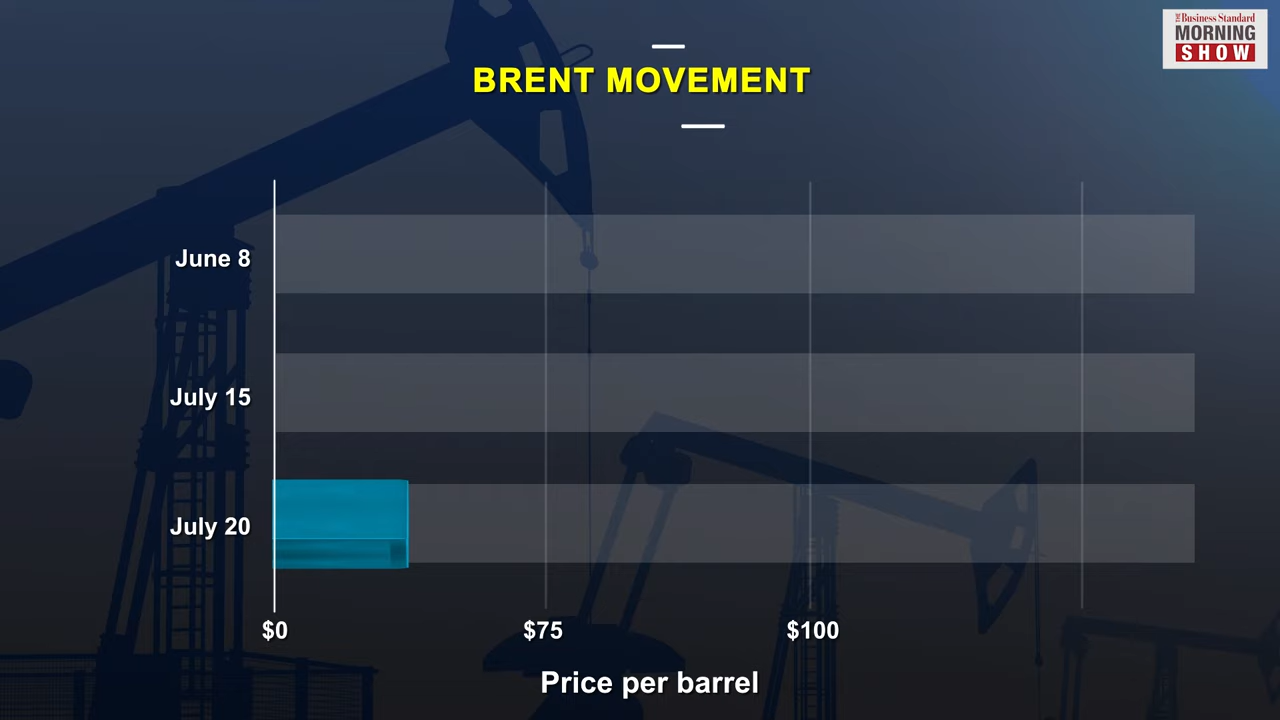 THE Business Standard
MORNING
SHOW
BRENT MOVEMENT
June 8
July 15
July 20
$0 $75 $100
Price per barrel